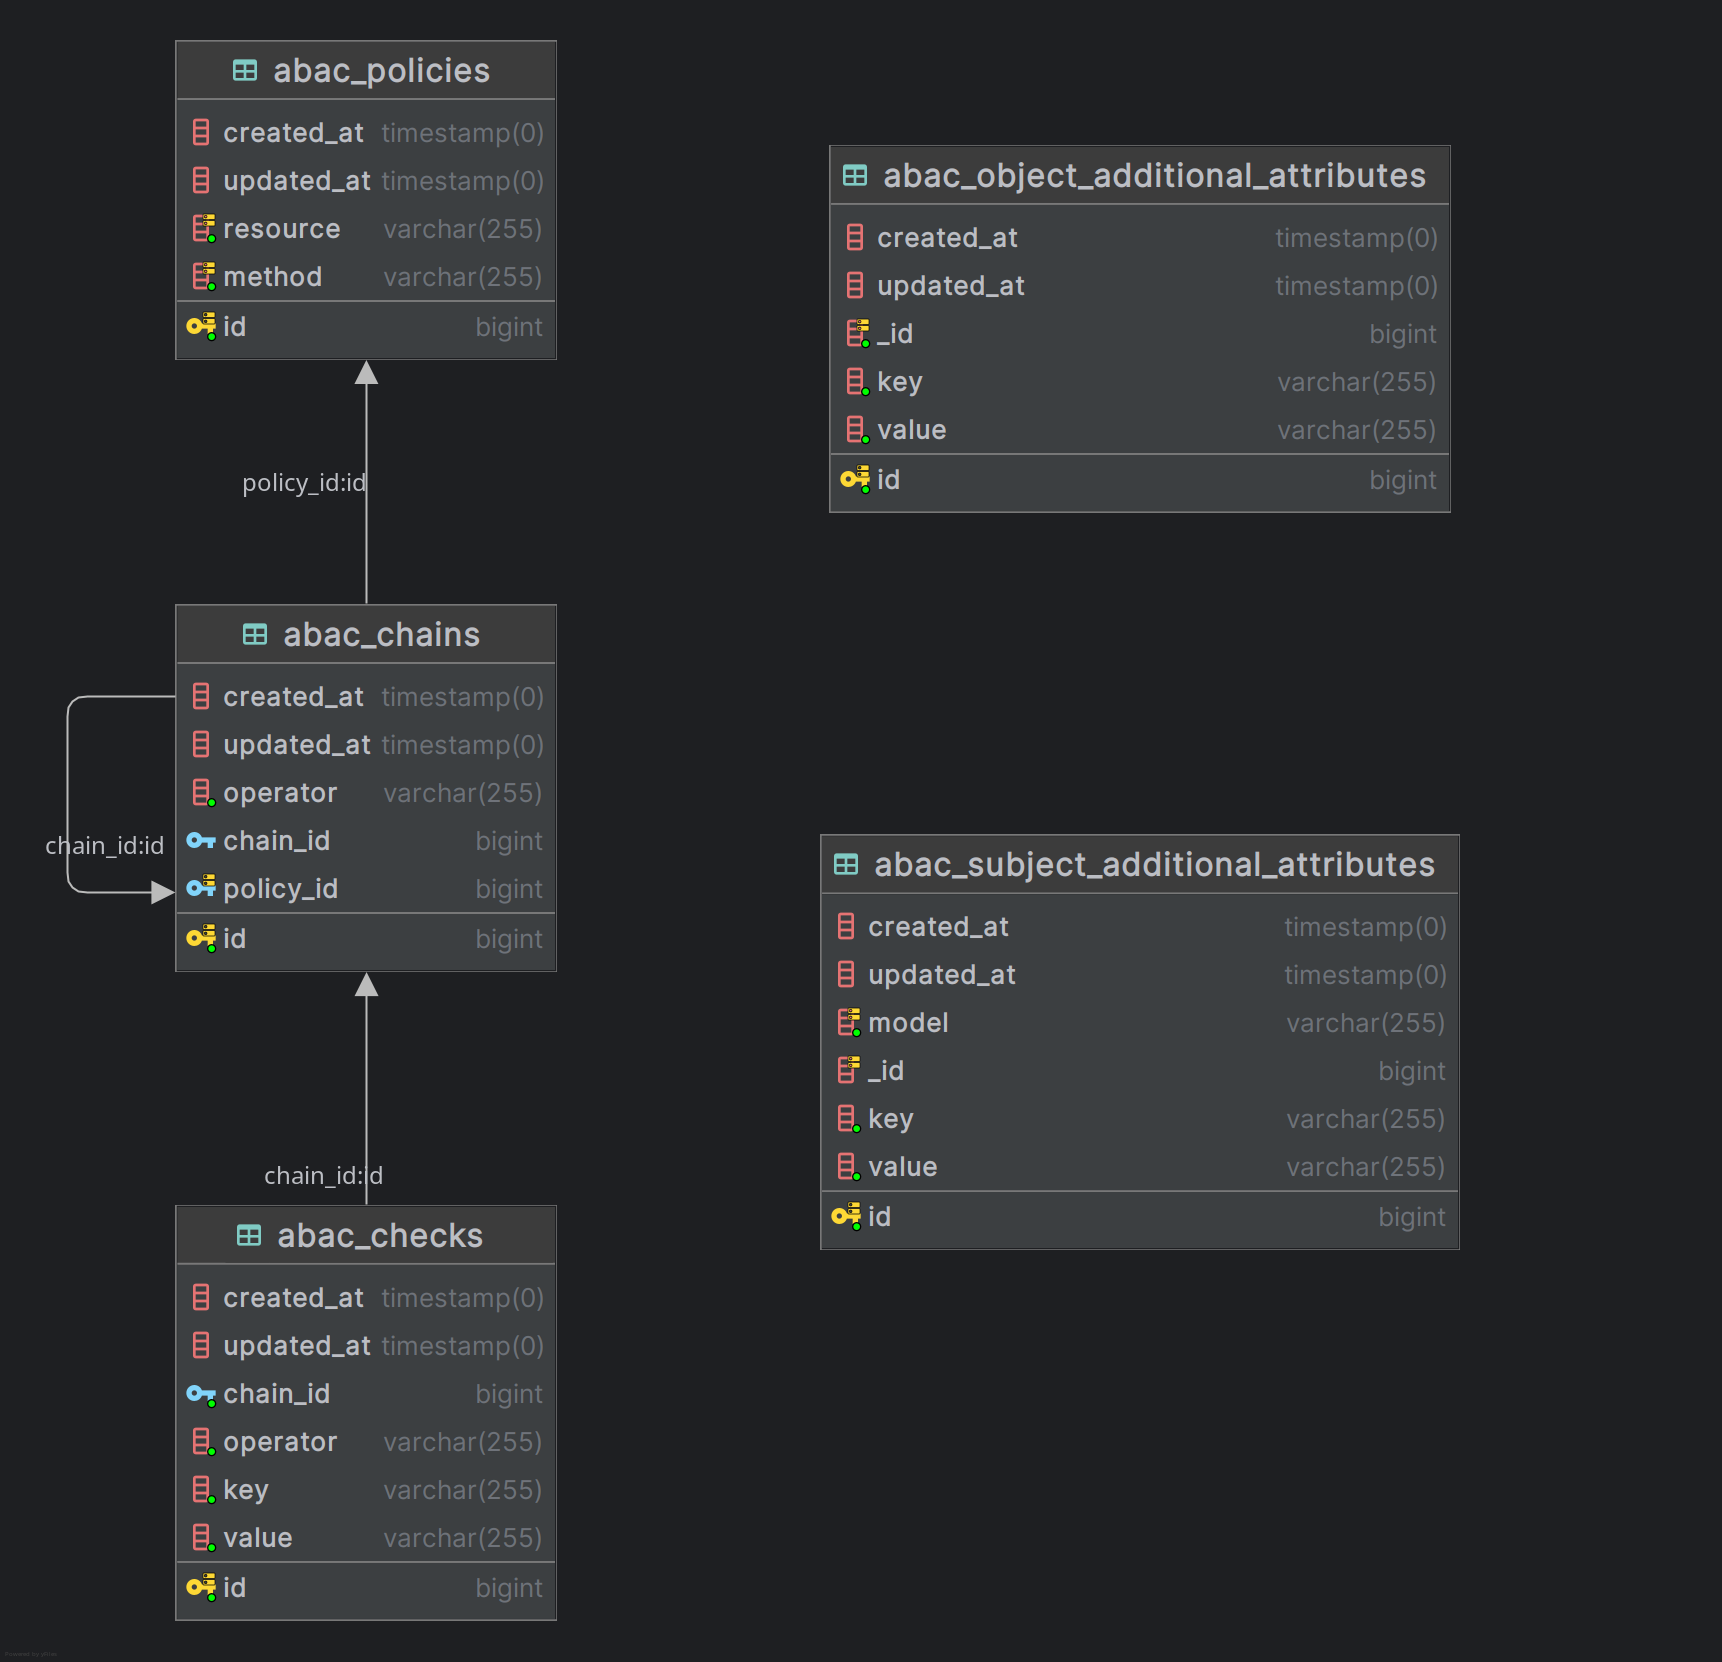 abac_policies
created_at timestamp(0)
updated_at timestamp(0)
resource varchar(255)
method varchar(255)
id bigint
policy_id:id
abac_chains
created_at timestamp(0)
updated_at timestamp(0)
operator varchar(255)
chain_id bigint
policy_id bigint
id bigint
chain_id:id
chain_id:id
abac_checks
created_at timestamp(0)
updated_at timestamp(0)
chain_id bigint
operator varchar(255)
key varchar(255)
value varchar(255)
id bigint
abac_object_additional_attributes
created_at timestamp(0)
updated_at timestamp(0)
_id bigint
key varchar(255)
value varchar(255)
id bigint
abac_subject_additional_attributes
created_at timestamp(0)
updated_at timestamp(0)
model varchar(255)
_id bigint
key varchar(255)
value varchar(255)
id bigint
Powered by yFiles